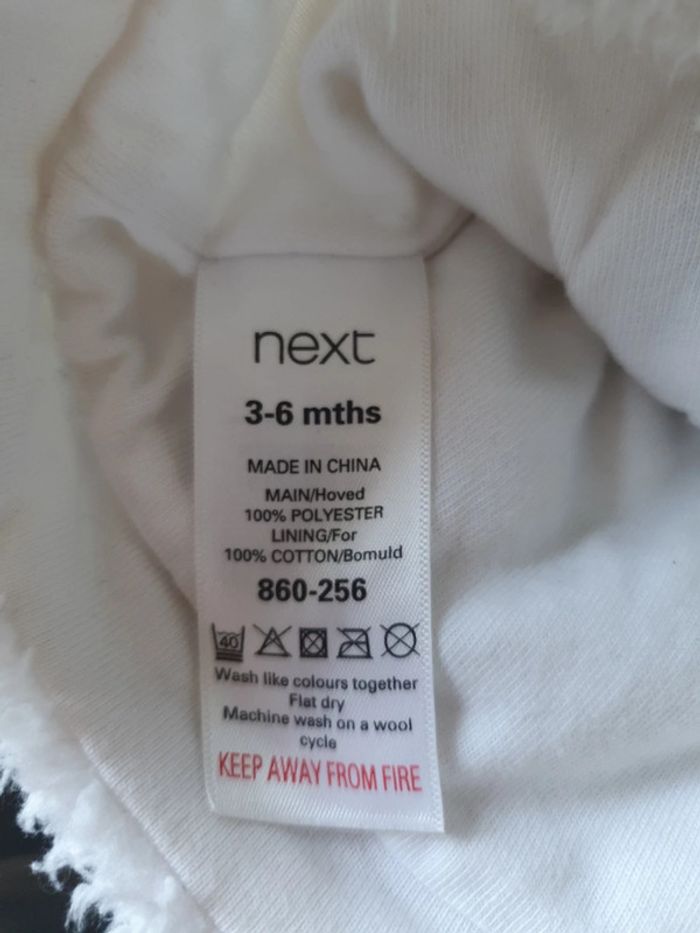 next
3-6 mths
MADE IN CHINA
MAIN/Hoved
100% POLYESTER
LINING/For
100% COTTON/Bomuld
860-256
40
Wash like colours together
Flat dry
Machine wash on a wool
cycle
KEEP AWAY FROM FIRE